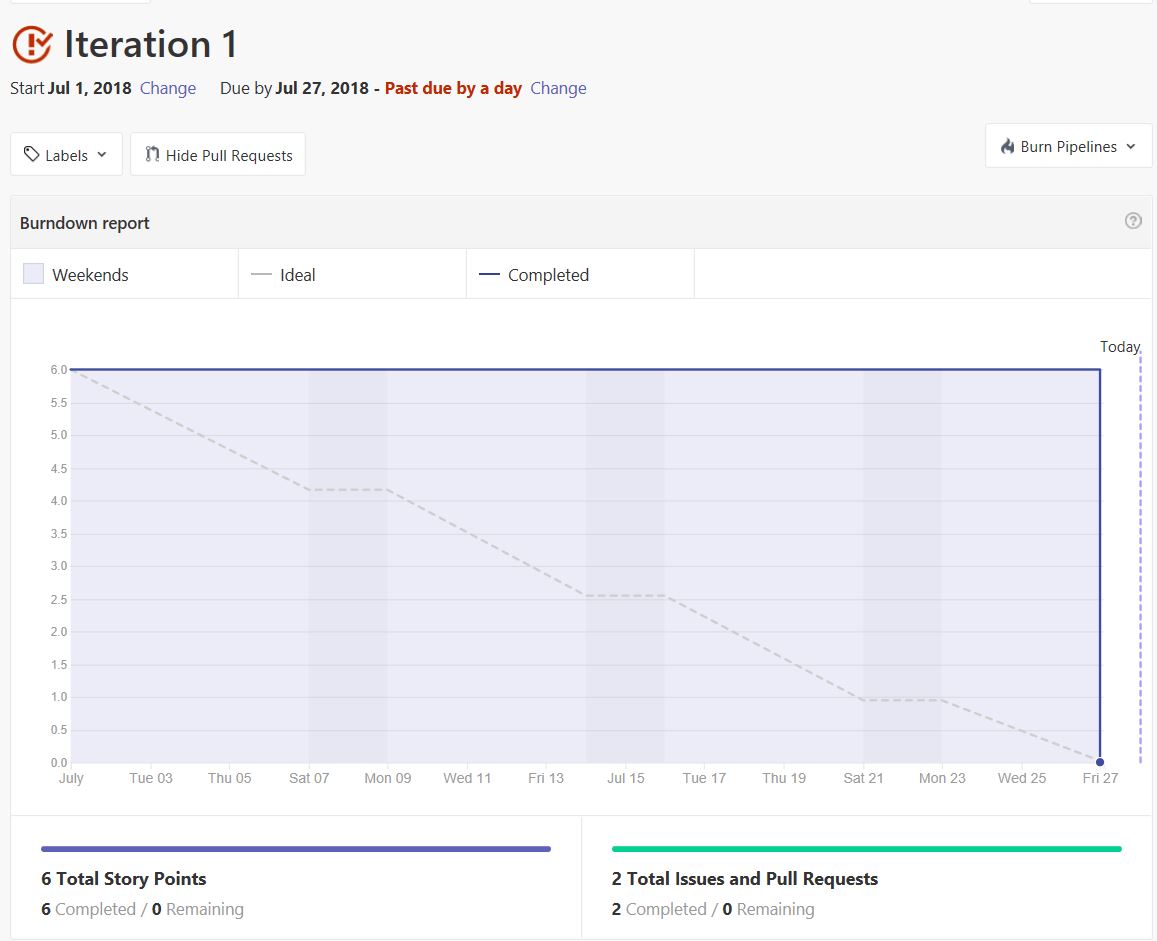 Iteration 1
Start Jul 1, 2018 Change Due by Jul 27, 2018 - Past due by a day Change
Labels Hide Pull Requests Burn Pipelines
Burndown report
Weekends Ideal Completed
Today
6.0
5.5
5.0
4.5
4.0
3.5
3.0
2.5
2.0
1.5
1.0
0.5
0.0
July Tue 03 Thu 05 Sat 07 Mon 09 Wed 11 Fri 13 Jul 15 Tue 17 Thu 19 Sat 21 Mon 23 Wed 25 Fri 27
6 Total Story Points
6 Completed / 0 Remaining
2 Total Issues and Pull Requests
2 Completed / 0 Remaining